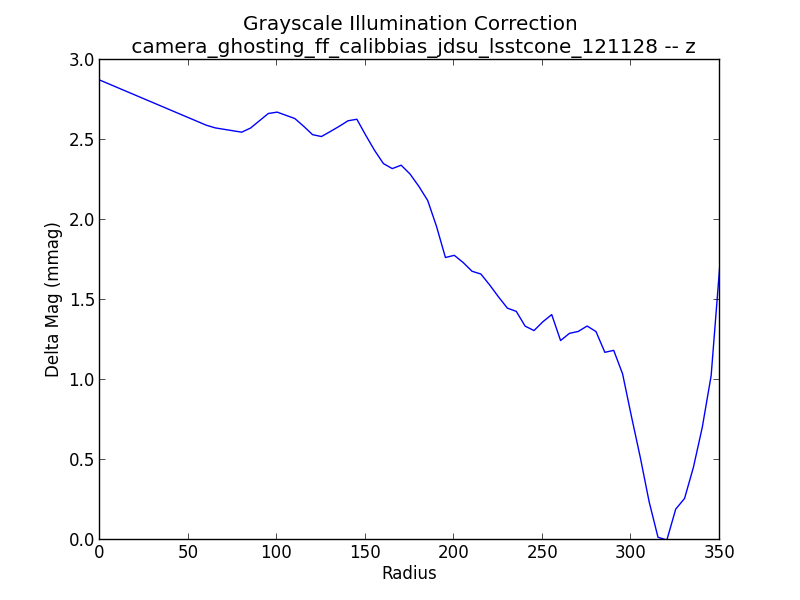 Grayscale Illumination Correction
camera_ghosting_ff_calibbias_jdsu_lsstcone_121128 -- z
3.0
2.5
2.0
1.5
1.0
0.5
0.0
Delta Mag (mmag)
0 50 100 150 200 250 300 350
Radius